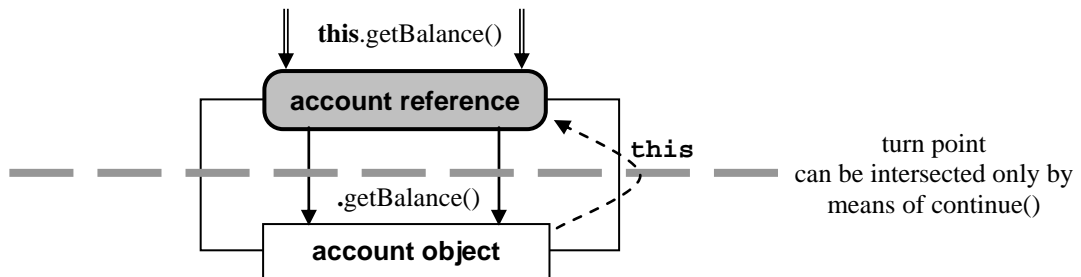 this.getBalance()
account reference
this
turn point
can be intersected only by
means of continue()
.getBalance()
account object